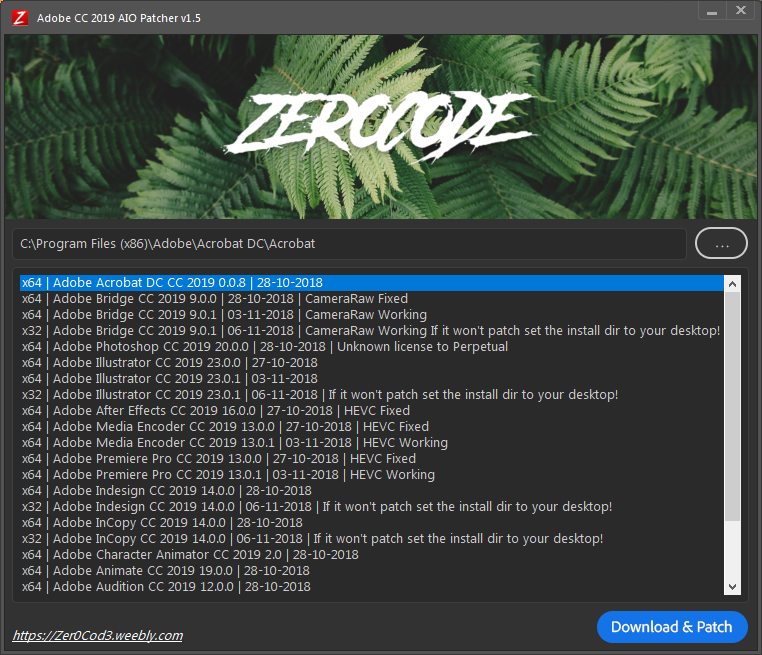 Adobe CC 2019 AIO Patcher v1.5
ZEROCODE
C:\Program Files (x86)\Adobe\Acrobat DC\Acrobat
...
x64 | Adobe Acrobat DC CC 2019 0.0.8 | 28-10-2018
x64 | Adobe Bridge CC 2019 9.0.0 | 28-10-2018 | CameraRaw Fixed
x64 | Adobe Bridge CC 2019 9.0.1 | 03-11-2018 | CameraRaw Working
x32 | Adobe Bridge CC 2019 9.0.1 | 06-11-2018 | CameraRaw Working If it won't patch set the install dir to your desktop!
x64 | Adobe Photoshop CC 2019 20.0.0 | 28-10-2018 | Unknown license to Perpetual
x64 | Adobe Illustrator CC 2019 23.0.0 | 27-10-2018
x64 | Adobe Illustrator CC 2019 23.0.1 | 03-11-2018
x32 | Adobe Illustrator CC 2019 23.0.1 | 06-11-2018 | If it won't patch set the install dir to your desktop!
x64 | Adobe After Effects CC 2019 16.0.0 | 27-10-2018 | HEVC Fixed
x64 | Adobe Media Encoder CC 2019 13.0.0 | 27-10-2018 | HEVC Fixed
x64 | Adobe Media Encoder CC 2019 13.0.1 | 03-11-2018 | HEVC Working
x64 | Adobe Premiere Pro CC 2019 13.0.0 | 27-10-2018 | HEVC Fixed
x64 | Adobe Premiere Pro CC 2019 13.0.1 | 03-11-2018 | HEVC Working
x64 | Adobe Indesign CC 2019 14.0.0 | 28-10-2018
x32 | Adobe Indesign CC 2019 14.0.0 | 06-11-2018 | If it won't patch set the install dir to your desktop!
x64 | Adobe InCopy CC 2019 14.0.0 | 28-10-2018
x32 | Adobe InCopy CC 2019 14.0.0 | 06-11-2018 | If it won't patch set the install dir to your desktop!
x64 | Adobe Character Animator CC 2019 2.0 | 28-10-2018
x64 | Adobe Animate CC 2019 19.0.0 | 28-10-2018
x64 | Adobe Audition CC 2019 12.0.0 | 28-10-2018
https://Zer0Cod3.weebly.com
Download & Patch